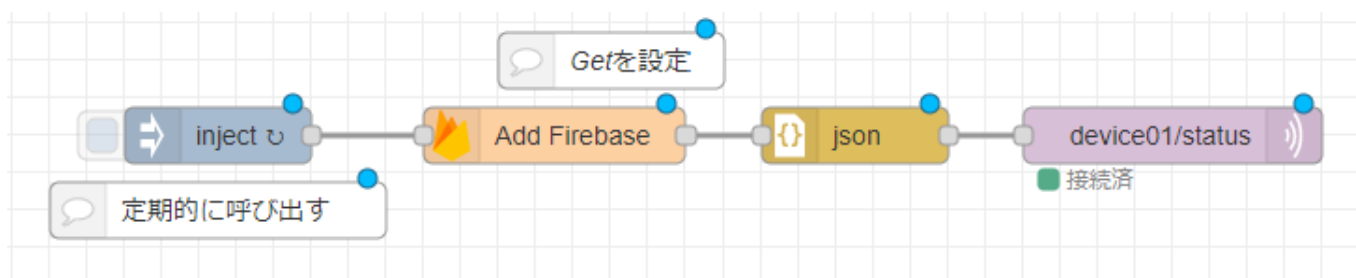 Getを設定
inject ↻
Add Firebase
{} json
device01/status
接続済
定期的に呼び出す